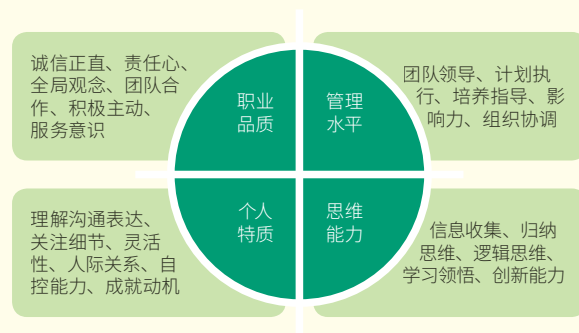 诚信正直、责任心、
全局观念、团队合
作、积极主动、
服务意识
职业
品质
管理
水平
团队领导、计划执
行、培养指导、影
响力、组织协调
理解沟通表达、
关注细节、灵活
性、人际关系、自
控能力、成就动机
个人
特质
思维
能力
信息收集、归纳
思维、逻辑思维、
学习领悟、创新能力